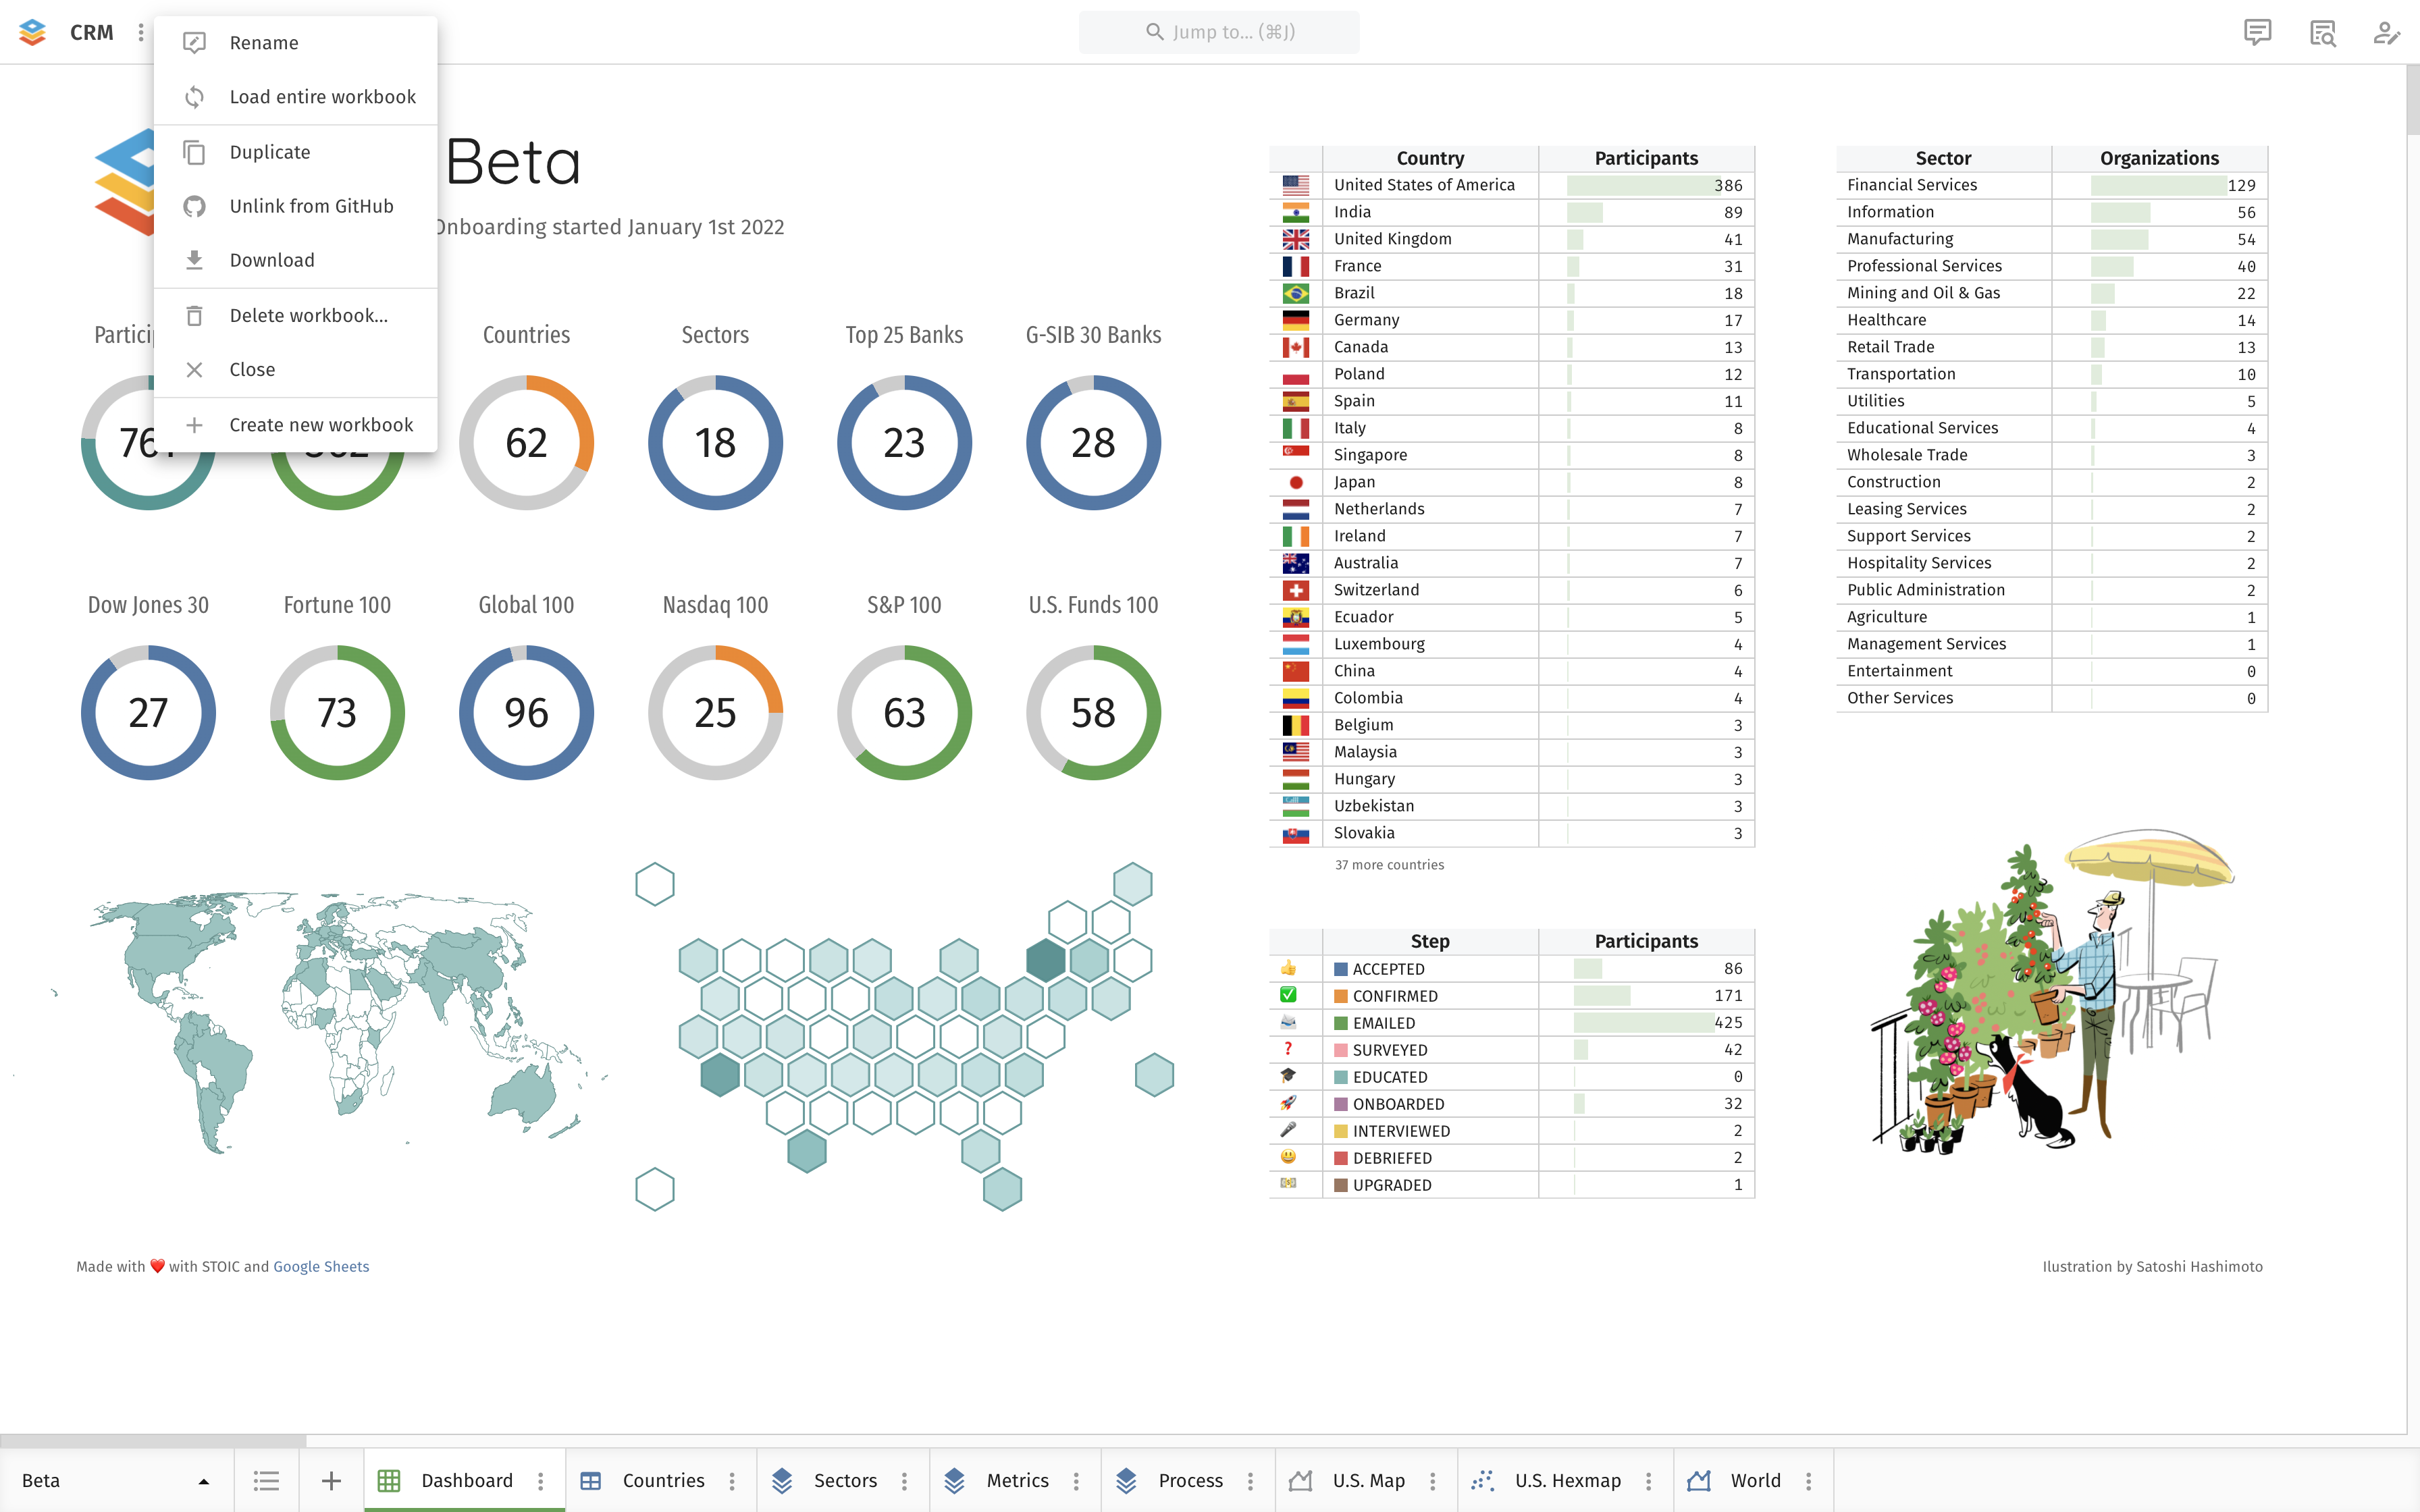 CRM
Jump to... (⌘J)
Rename
Load entire workbook
Duplicate
Unlink from GitHub
Download
Delete workbook...
Close
Create new workbook
Beta
Onboarding started January 1st 2022
Countries
Sectors
Top 25 Banks
G-SIB 30 Banks
62
18
23
28
Dow Jones 30
Fortune 100
Global 100
Nasdaq 100
S&P 100
U.S. Funds 100
27
73
96
25
63
58
Country Participants
United States of America 386
India 89
United Kingdom 41
France 31
Brazil 18
Germany 17
Canada 13
Poland 12
Spain 11
Italy 8
Singapore 8
Japan 8
Netherlands 7
Ireland 7
Australia 7
Switzerland 6
Ecuador 5
Luxembourg 4
China 4
Colombia 4
Belgium 3
Malaysia 3
Hungary 3
Uzbekistan 3
Slovakia 3
37 more countries
Step Participants
ACCEPTED 86
CONFIRMED 171
EMAILED 425
SURVEYED 42
EDUCATED 0
ONBOARDED 32
INTERVIEWED 2
DEBRIEFED 2
UPGRADED 1
Sector Organizations
Financial Services 129
Information 56
Manufacturing 54
Professional Services 40
Mining and Oil & Gas 22
Healthcare 14
Retail Trade 13
Transportation 10
Utilities 5
Educational Services 4
Wholesale Trade 3
Construction 2
Leasing Services 2
Support Services 2
Hospitality Services 2
Public Administration 2
Agriculture 1
Management Services 1
Entertainment 0
Other Services 0
Made with ❤️ with STOIC and Google Sheets
Ilustration by Satoshi Hashimoto
Beta
Dashboard
Countries
Sectors
Metrics
Process
U.S. Map
U.S. Hexmap
World